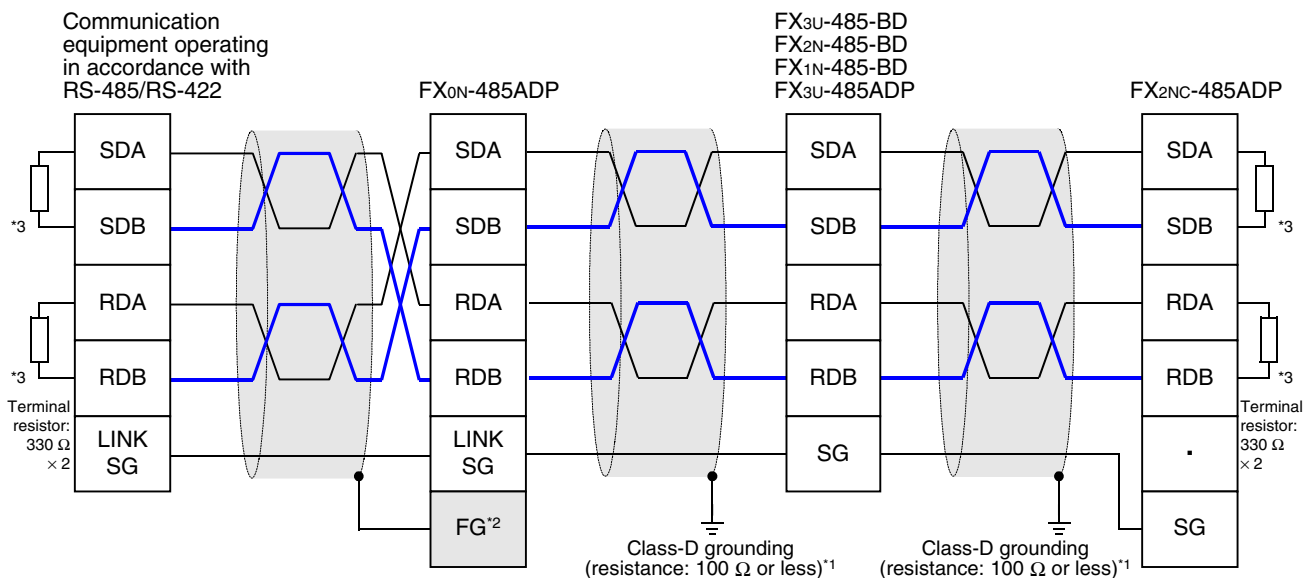 Communication
equipment operating
in accordance with
RS-485/RS-422
FX0N-485ADP
FX3U-485-BD
FX2N-485-BD
FX1N-485-BD
FX3U-485ADP
FX2NC-485ADP
SDA
SDB
RDA
RDB
LINK
SG
*3
*3
Terminal
resistor:
330 Ω
× 2
SDA
SDB
RDA
RDB
LINK
SG
FG*2
SDA
SDB
RDA
RDB
SG
SDA
SDB
RDA
RDB
.
SG
*3
*3
Terminal
resistor:
330 Ω
× 2
Class-D grounding
(resistance: 100 Ω or less)*1
Class-D grounding
(resistance: 100 Ω or less)*1